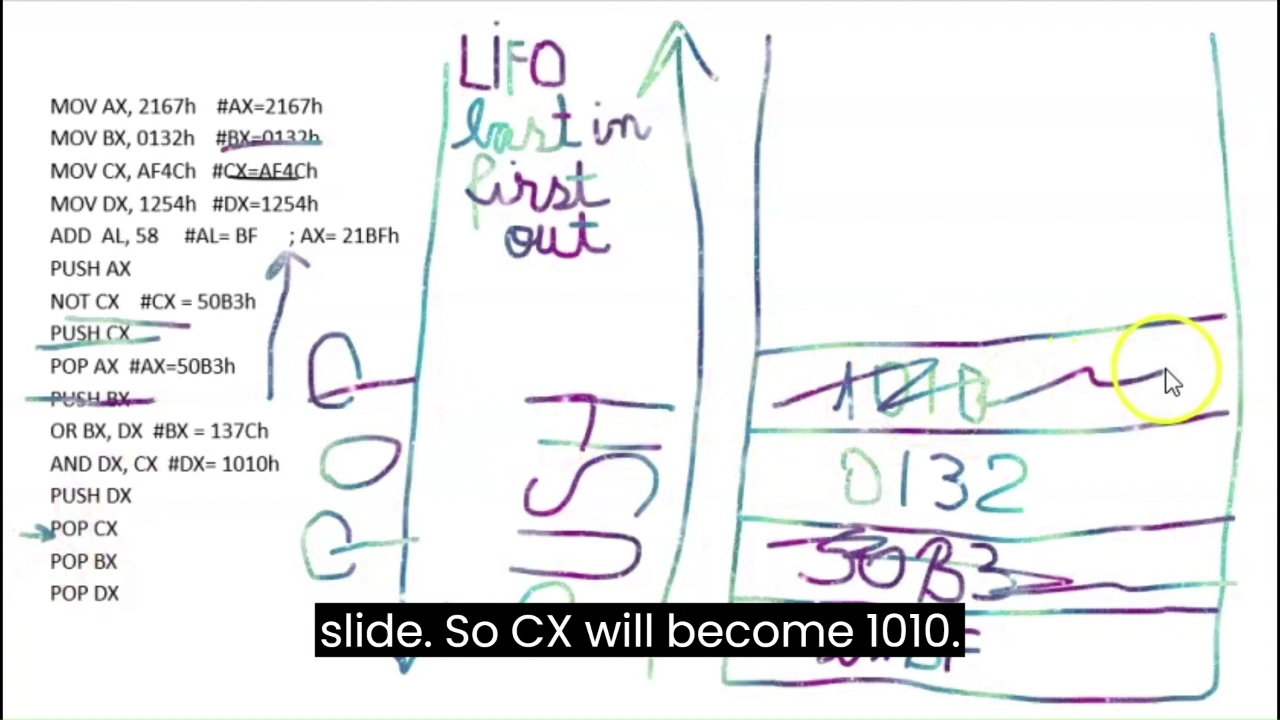 MOV AX, 2167h #AX=2167h
MOV BX, 0132h #BX=0132h
MOV CX, AF4Ch #CX=AF4Ch
MOV DX, 1254h #DX=1254h
ADD AL, 58 #AL= BF ; AX= 21BFh
PUSH AX
NOT CX #CX = 50B3h
PUSH CX
POP AX #AX=50B3h
PUSH BX
OR BX, DX #BX = 137Ch
AND DX, CX #DX= 1010h
PUSH DX
POP CX
POP BX
POP DX
POP
LIFO
last in
first
out
PUSH
1010
0132
50B3
BF
slide. So CX will become 1010.